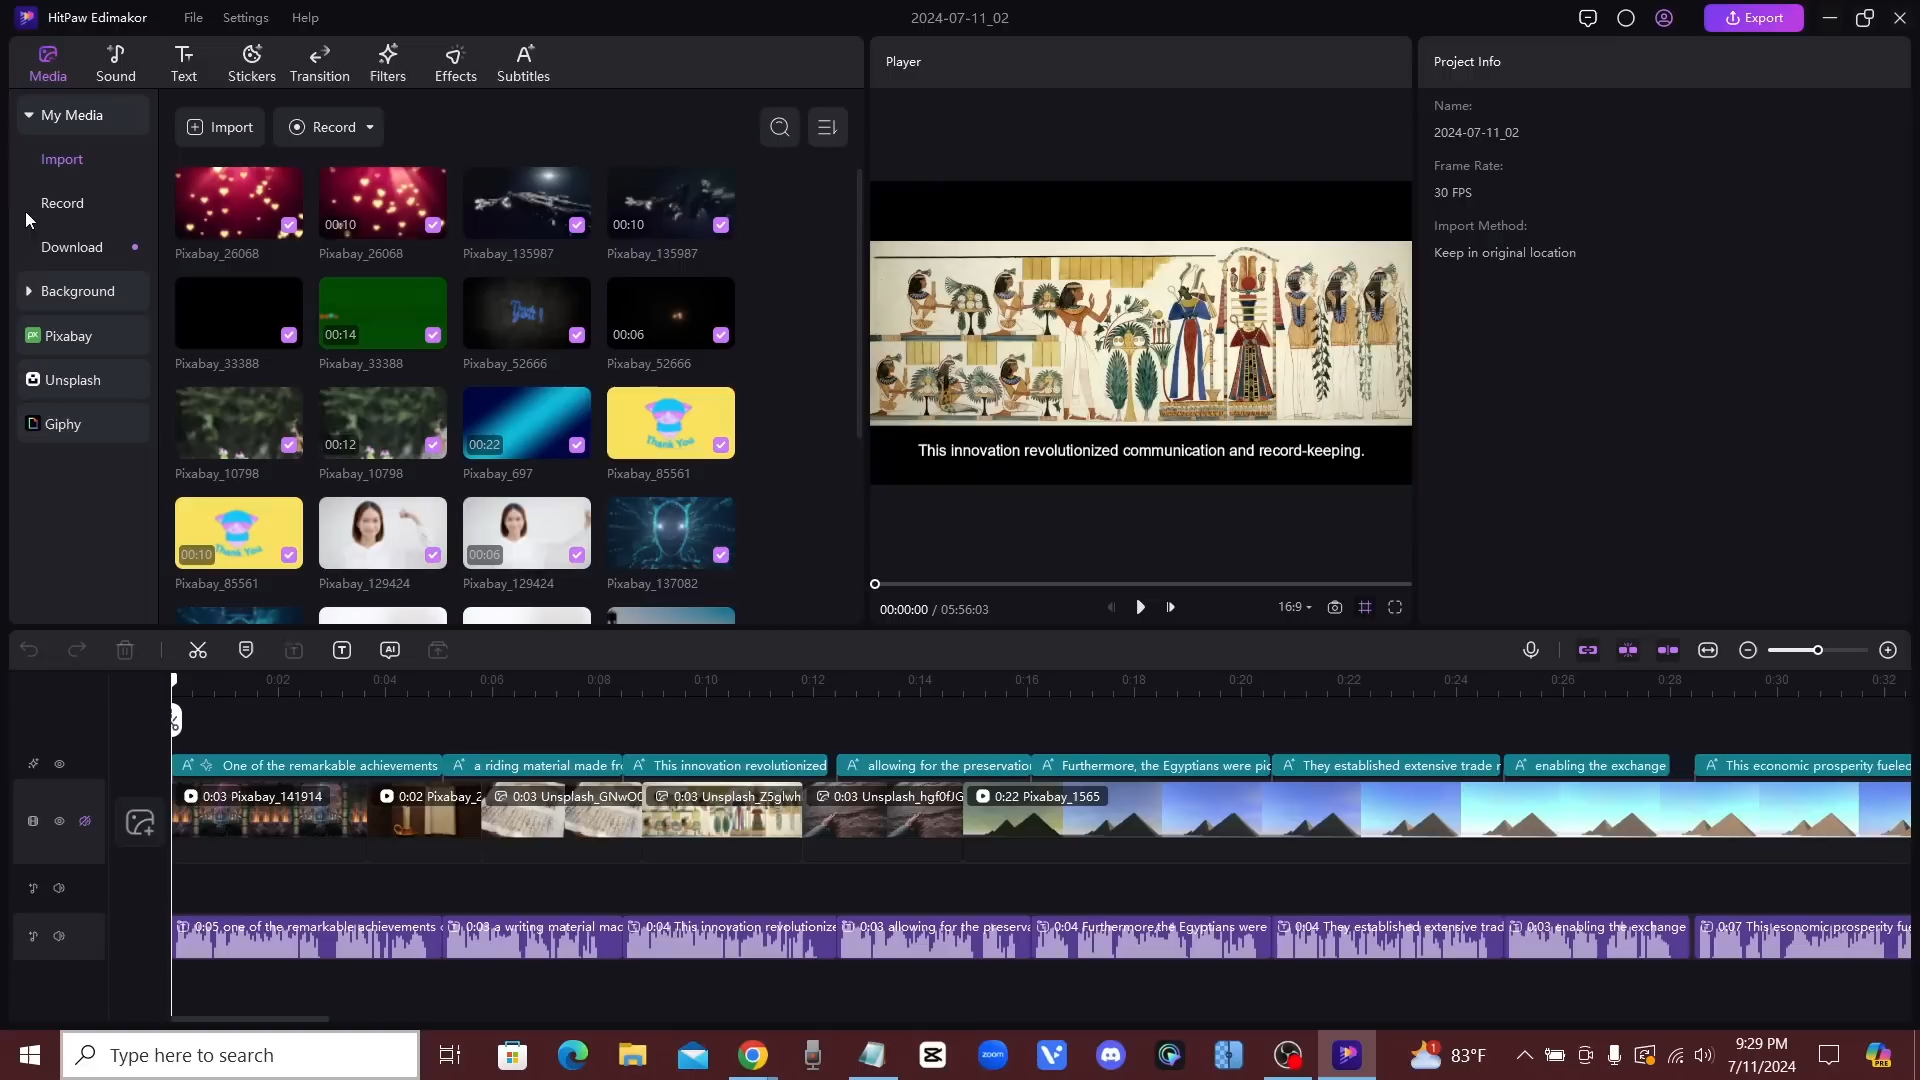 HitPaw Edimakor
File
Settings
Help
2024-07-11_02
Export
Media
Sound
Text
Stickers
Transition
Filters
Effects
Subtitles
Player
Project Info
My Media
Import
Record
Download
Background
Pixabay
Unsplash
Giphy
Import
Record
Pixabay_26068
00:10
Pixabay_26068
Pixabay_135987
00:10
Pixabay_135987
Pixabay_33388
00:14
Pixabay_33388
Pixabay_52666
00:06
Pixabay_52666
Pixabay_10798
00:12
Pixabay_10798
00:22
Pixabay_697
Thank You
Pixabay_85561
00:10
Thank You
Pixabay_85561
Pixabay_129424
00:06
Pixabay_129424
Pixabay_137082
This innovation revolutionized communication and record-keeping.
00:00:00 / 05:56:03
16:9
Name:
2024-07-11_02
Frame Rate:
30 FPS
Import Method:
Keep in original location
0:02 0:04 0:06 0:08 0:10 0:12 0:14 0:16 0:18 0:20 0:22 0:24 0:26 0:28 0:30 0:32
One of the remarkable achievements
a riding material made fr
This innovation revolutionized
allowing for the preservation
Furthermore, the Egyptians were pio
They established extensive trade r
enabling the exchange
This economic prosperity fueled
0:03 Pixabay_141914
0:02 Pixabay_2
0:03 Unsplash_GNwO
0:03 Unsplash_Z5glwh
0:03 Unsplash_hgf0fJG
0:22 Pixabay_1565
0:05 one of the remarkable achievements
0:03 a writing material mac
0:04 This innovation revolutionize
0:03 allowing for the preserva
0:04 Furthermore,the Egyptians were
0:04 They established extensive trad
0:03 enabling the exchange
0:07 This esonomic prosperity fue
Type here to search
zoom
83°F
9:29 PM
7/11/2024
PRE